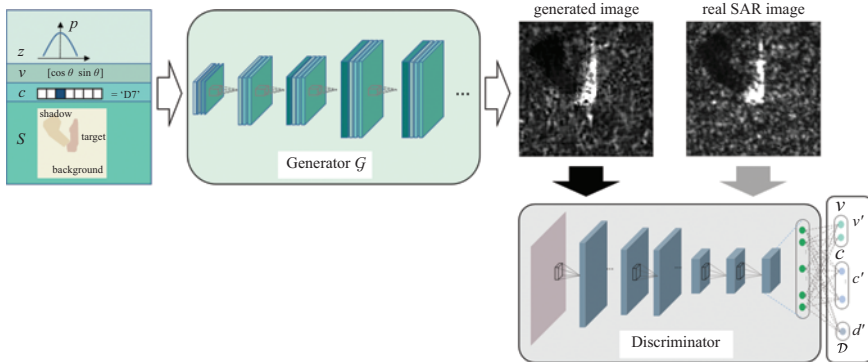 generated image
real SAR image
p
z
v
[cos θ sin θ]
c
= 'D7'
shadow
S
target
background
Generator 𝒢
...
𝒱
v'
𝒞
c'
d'
𝒟
Discriminator